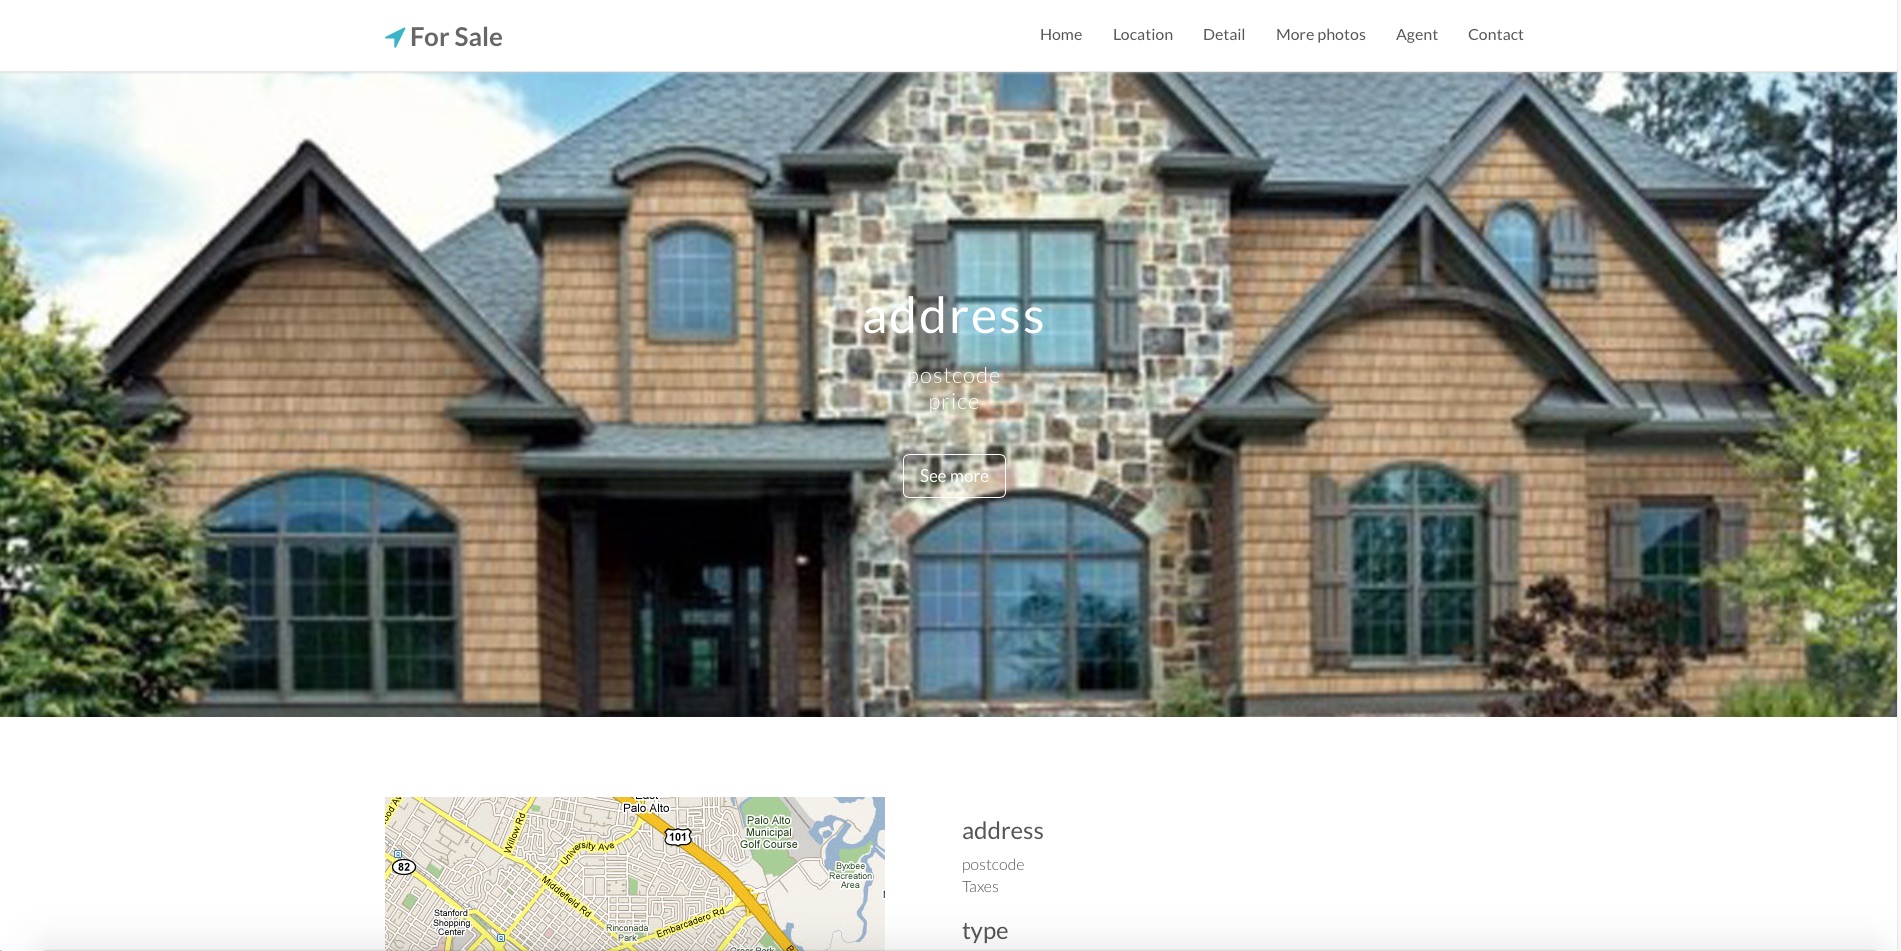 For Sale
Home Location Detail More photos Agent Contact
address
postcode
price
See more
East
Palo Alto
101
Palo Alto
Municipal
Golf Course
Willow Rd
University Ave
82
Middlefield Rd
Byxbee
Recreation
Area
Stanford
Shopping
Center
Rinconada
Park
Embarcadero Rd
address
postcode
Taxes
type